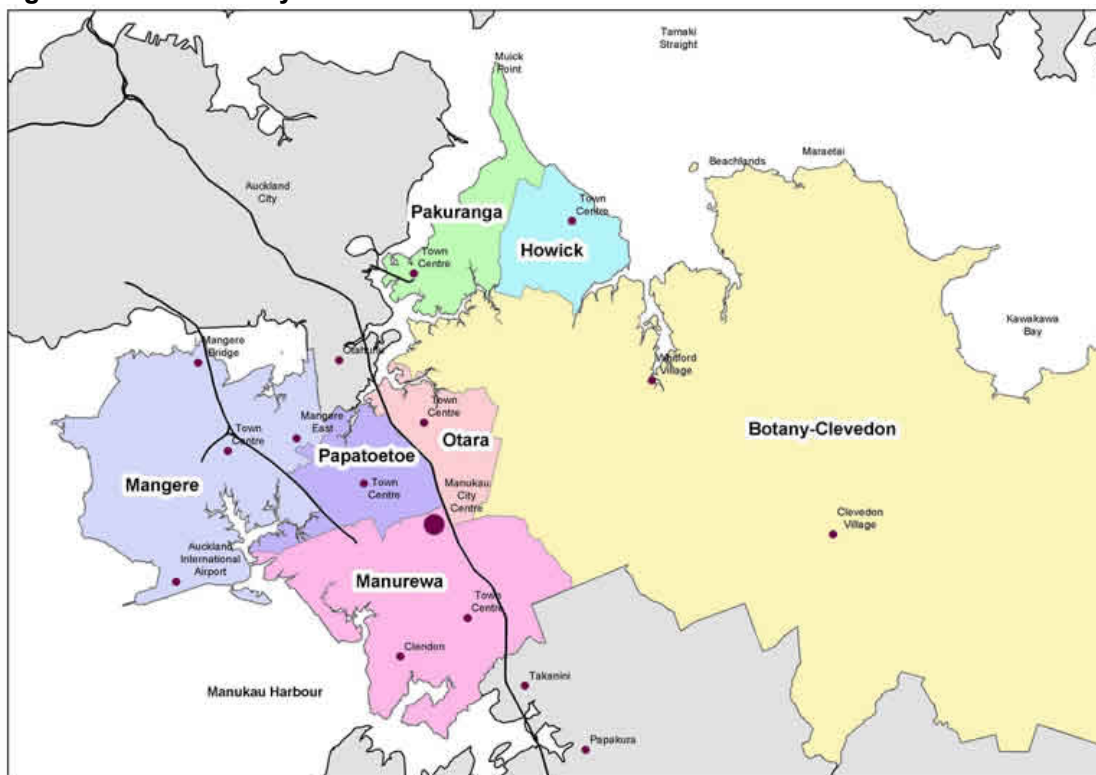 Tamaki
Straight
Muick
Point
Maraetai
Beachlands
Auckland
City
Town
Centre
Pakuranga
Howick
Town
Centre
Kawakawa
Bay
Mangere
Bridge
Otahuhu
Whitford
Village
Town
Centre
Mangere
East
Town
Centre
Otara
Botany-Clevedon
Papatoetoe
Mangere
Town
Centre
Manukau
City
Centre
Clevedon
Village
Auckland
International
Airport
Manurewa
Town
Centre
Clendon
Takanini
Manukau Harbour
Papakura